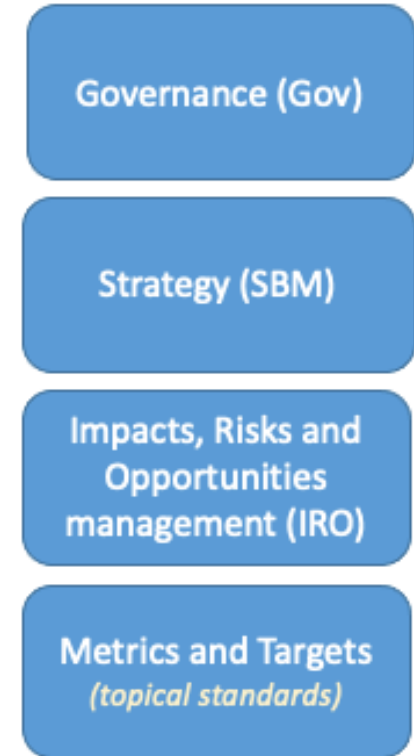 Governance (Gov)
Strategy (SBM)
Impacts, Risks and
Opportunities
management (IRO)
Metrics and Targets
(topical standards)